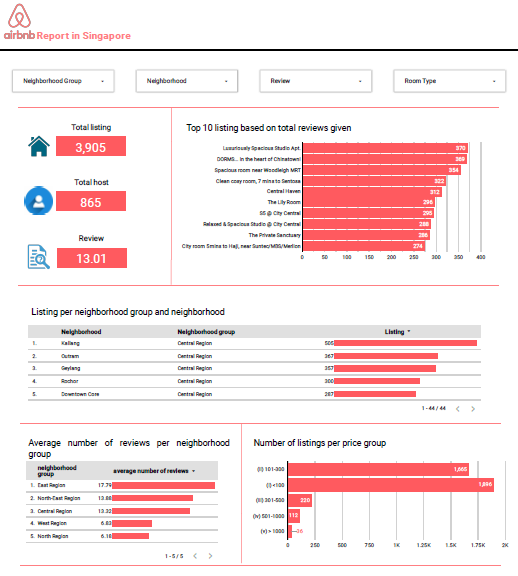 airbnb Report in Singapore
Neighborhood Group
Neighborhood
Review
Room Type
Total listing
3,905
Total host
865
Review
13.01
Top 10 listing based on total reviews given
Luxuriously Spacious Studio Apt. 370
DORMS... in the heart of Chinatown! 369
Spacious room near Woodleigh MRT 354
Clean cosy room, 7 mins to Sentosa 322
Central Haven 312
The Lily Room 296
S5 @ City Central 295
Relaxed & Spacious Studio @ City Central 288
The Private Sanctuary 286
City room 5mins to Haji, near Suntec/MBS/Merlion 274
0 50 100 150 200 250 300 350 400
Listing per neighborhood group and neighborhood
Neighborhood Neighborhood group Listing
1. Kallang Central Region 505
2. Outram Central Region 367
3. Geylang Central Region 357
4. Rochor Central Region 300
5. Downtown Core Central Region 287
1 - 44 / 44 < >
Average number of reviews per neighborhood
group
neighborhood
group average number of reviews
1. East Region 17.79
2. North-East Region 13.88
3. Central Region 13.32
4. West Region 6.83
5. North Region 6.18
1 - 5 / 5 < >
Number of listings per price group
(II) 101-300 1,665
(I) <100 1,896
(III) 301-500 220
(iv) 501-1000 113
(v) > 1000
0 250 500 750 1K 1.25K 1.5K 1.75K 2K